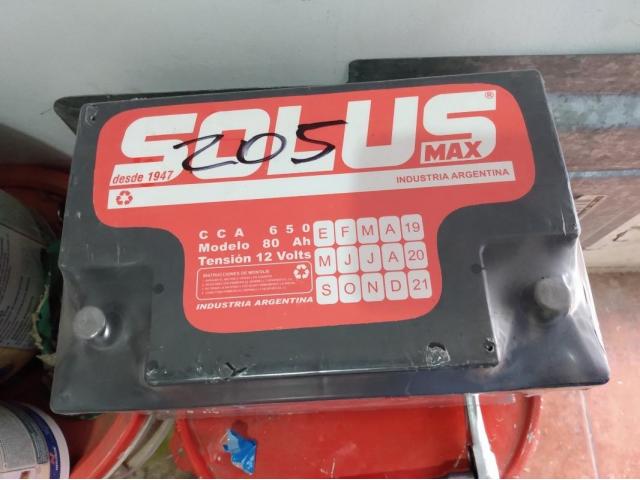 SOLUS®
205
MAX
desde 1947
INDUSTRIA ARGENTINA
CCA 650
Modelo 80 Ah
Tensión 12 Volts
E F M A 19
M J J A 20
S O N D 21
INSTRUCCIONES DE MONTAJE
INDUSTRIA ARGENTINA